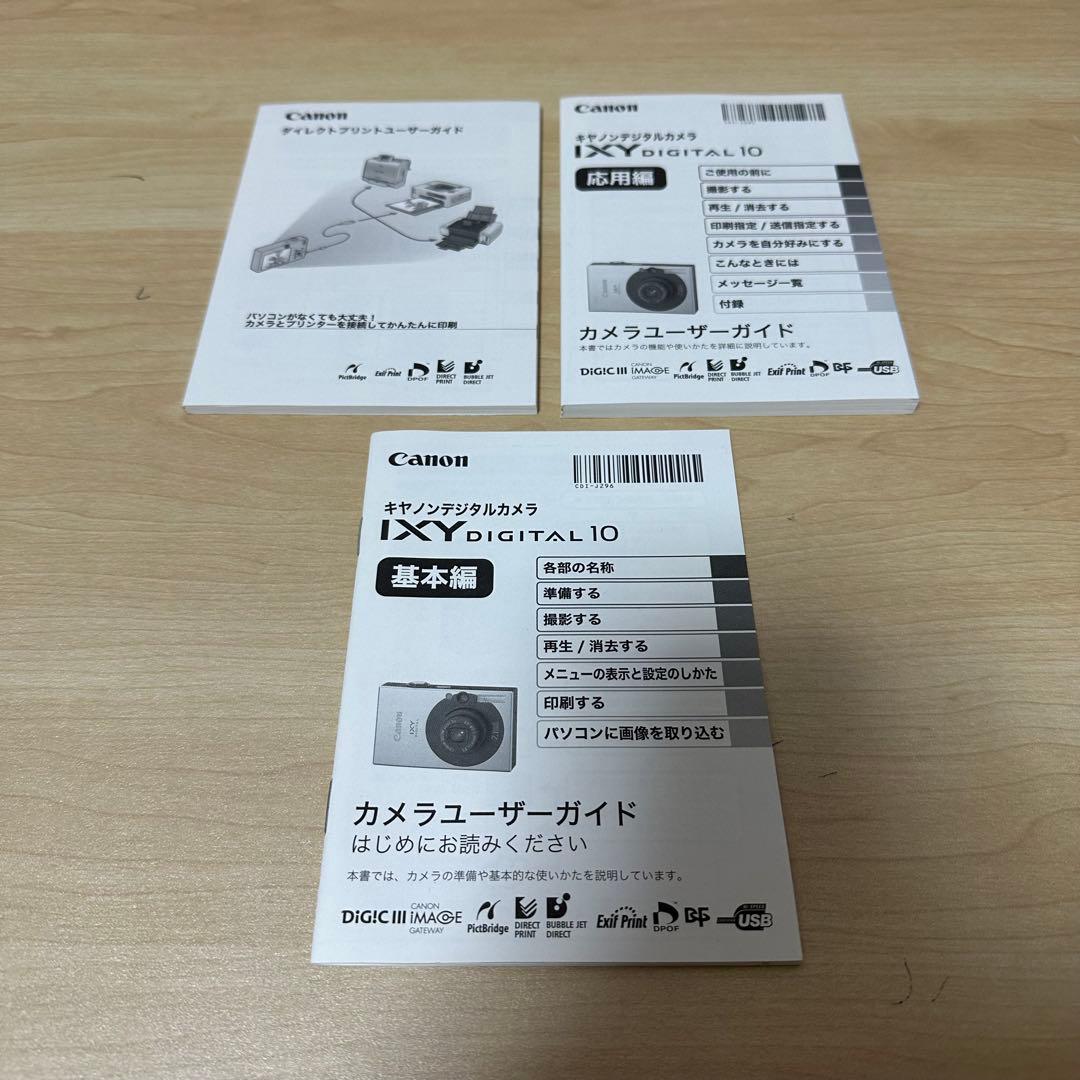 Canon
ダイレクトプリントユーザーガイド
パソコンがなくても大丈夫！
カメラとプリンターを接続してかんたんに印刷
PictBridge
Exif Print
DPOF
DIRECT PRINT
BUBBLE JET DIRECT
Canon
キヤノンデジタルカメラ
IXY DIGITAL 10
応用編
ご使用の前に
撮影する
再生 / 消去する
印刷指定 / 送信指定する
カメラを自分好みにする
こんなときには
メッセージ一覧
付録
Canon
カメラユーザーガイド
本書ではカメラの機能や使いかたを詳細に説明しています。
DiG!C III
CANON iMAGE GATEWAY
PictBridge
DIRECT PRINT
BUBBLE JET DIRECT
Exif Print
DPOF
USB
Canon
CDI-J296
キヤノンデジタルカメラ
IXY DIGITAL 10
基本編
各部の名称
準備する
撮影する
再生 / 消去する
メニューの表示と設定のしかた
印刷する
パソコンに画像を取り込む
Canon
IXY
カメラユーザーガイド
はじめにお読みください
本書では、カメラの準備や基本的な使いかたを説明しています。
DiG!C III
CANON iMAGE GATEWAY
PictBridge
DIRECT PRINT
BUBBLE JET DIRECT
Exif Print
DPOF
HI-SPEED USB